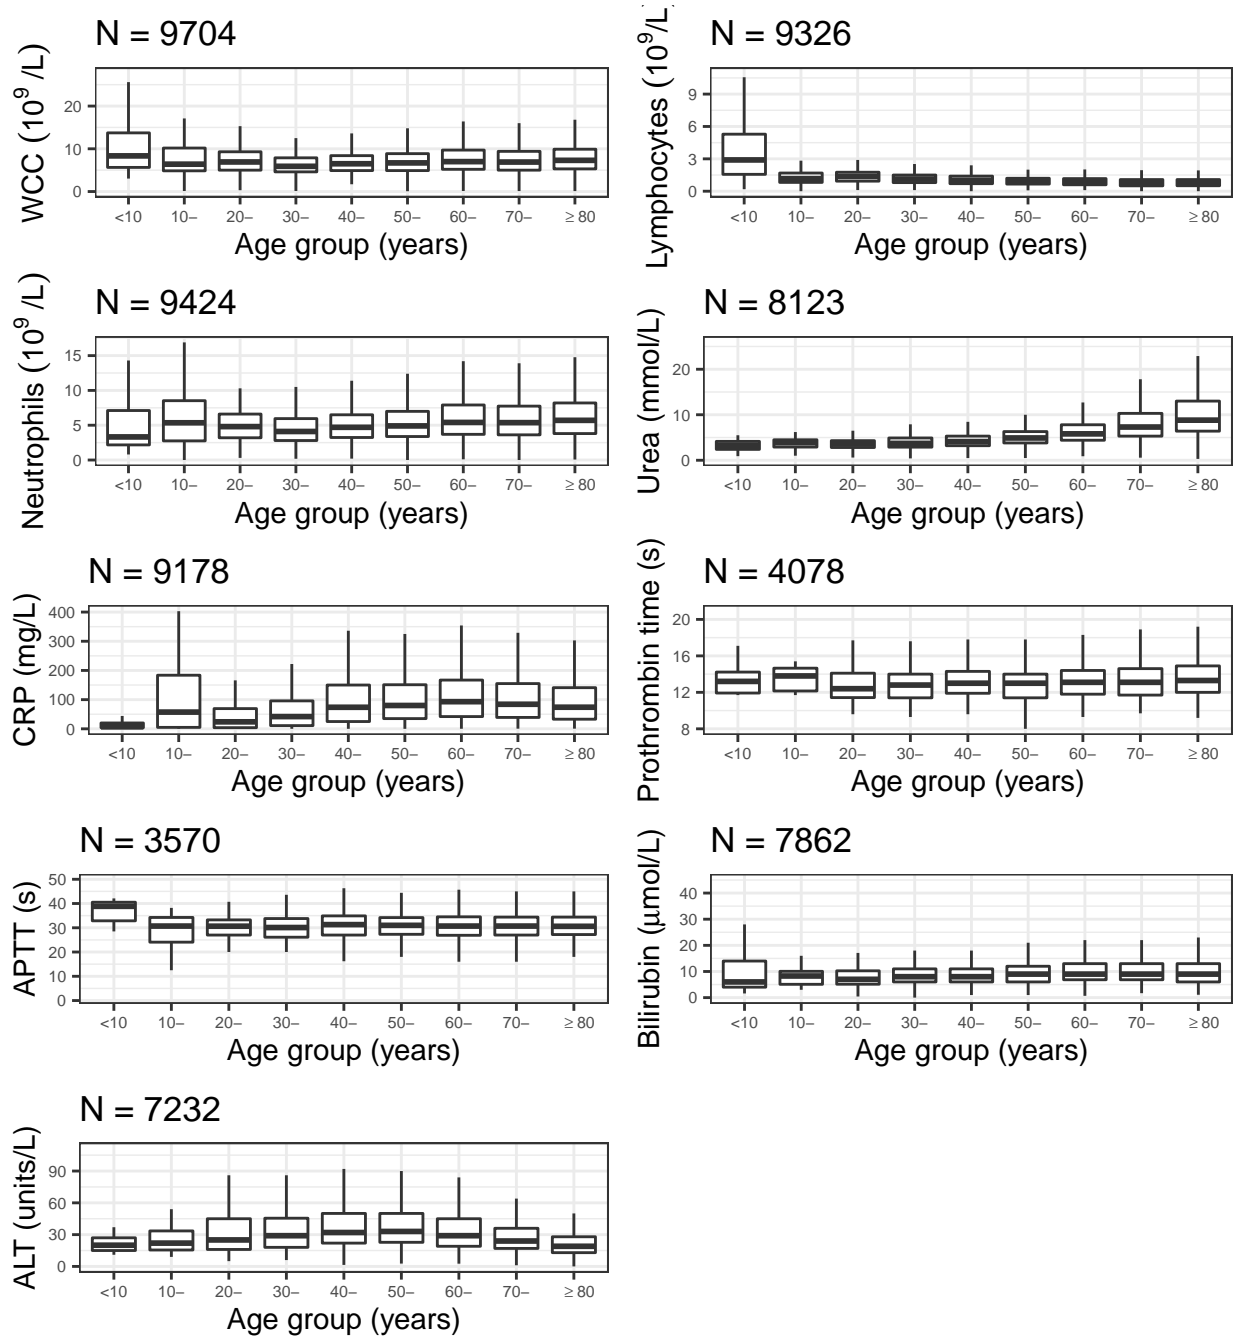 N = 9704
WCC (10⁹ /L)
20
10
0
<10 10– 20– 30– 40– 50– 60– 70– ≥ 80
Age group (years)
N = 9326
Lymphocytes (10⁹/L)
9
6
3
0
<10 10– 20– 30– 40– 50– 60– 70– ≥ 80
Age group (years)
N = 9424
Neutrophils (10⁹ /L)
15
10
5
0
<10 10– 20– 30– 40– 50– 60– 70– ≥ 80
Age group (years)
N = 8123
Urea (mmol/L)
20
10
0
<10 10– 20– 30– 40– 50– 60– 70– ≥ 80
Age group (years)
N = 9178
CRP (mg/L)
400
300
200
100
0
<10 10– 20– 30– 40– 50– 60– 70– ≥ 80
Age group (years)
N = 4078
Prothrombin time (s)
20
16
12
8
<10 10– 20– 30– 40– 50– 60– 70– ≥ 80
Age group (years)
N = 3570
APTT (s)
50
40
30
20
10
0
<10 10– 20– 30– 40– 50– 60– 70– ≥ 80
Age group (years)
N = 7862
Bilirubin (μmol/L)
40
30
20
10
0
<10 10– 20– 30– 40– 50– 60– 70– ≥ 80
Age group (years)
N = 7232
ALT (units/L)
90
60
30
0
<10 10– 20– 30– 40– 50– 60– 70– ≥ 80
Age group (years)